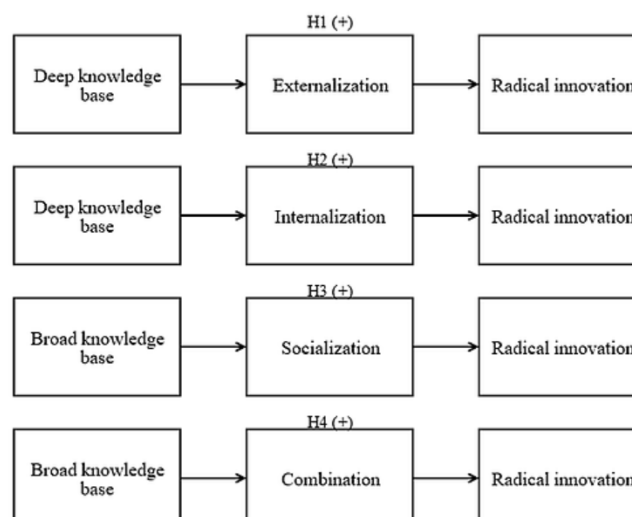 H1 (+)
Deep knowledge
base
Externalization
Radical innovation
H2 (+)
Deep knowledge
base
Internalization
Radical innovation
H3 (+)
Broad knowledge
base
Socialization
Radical innovation
H4 (+)
Broad knowledge
base
Combination
Radical innovation